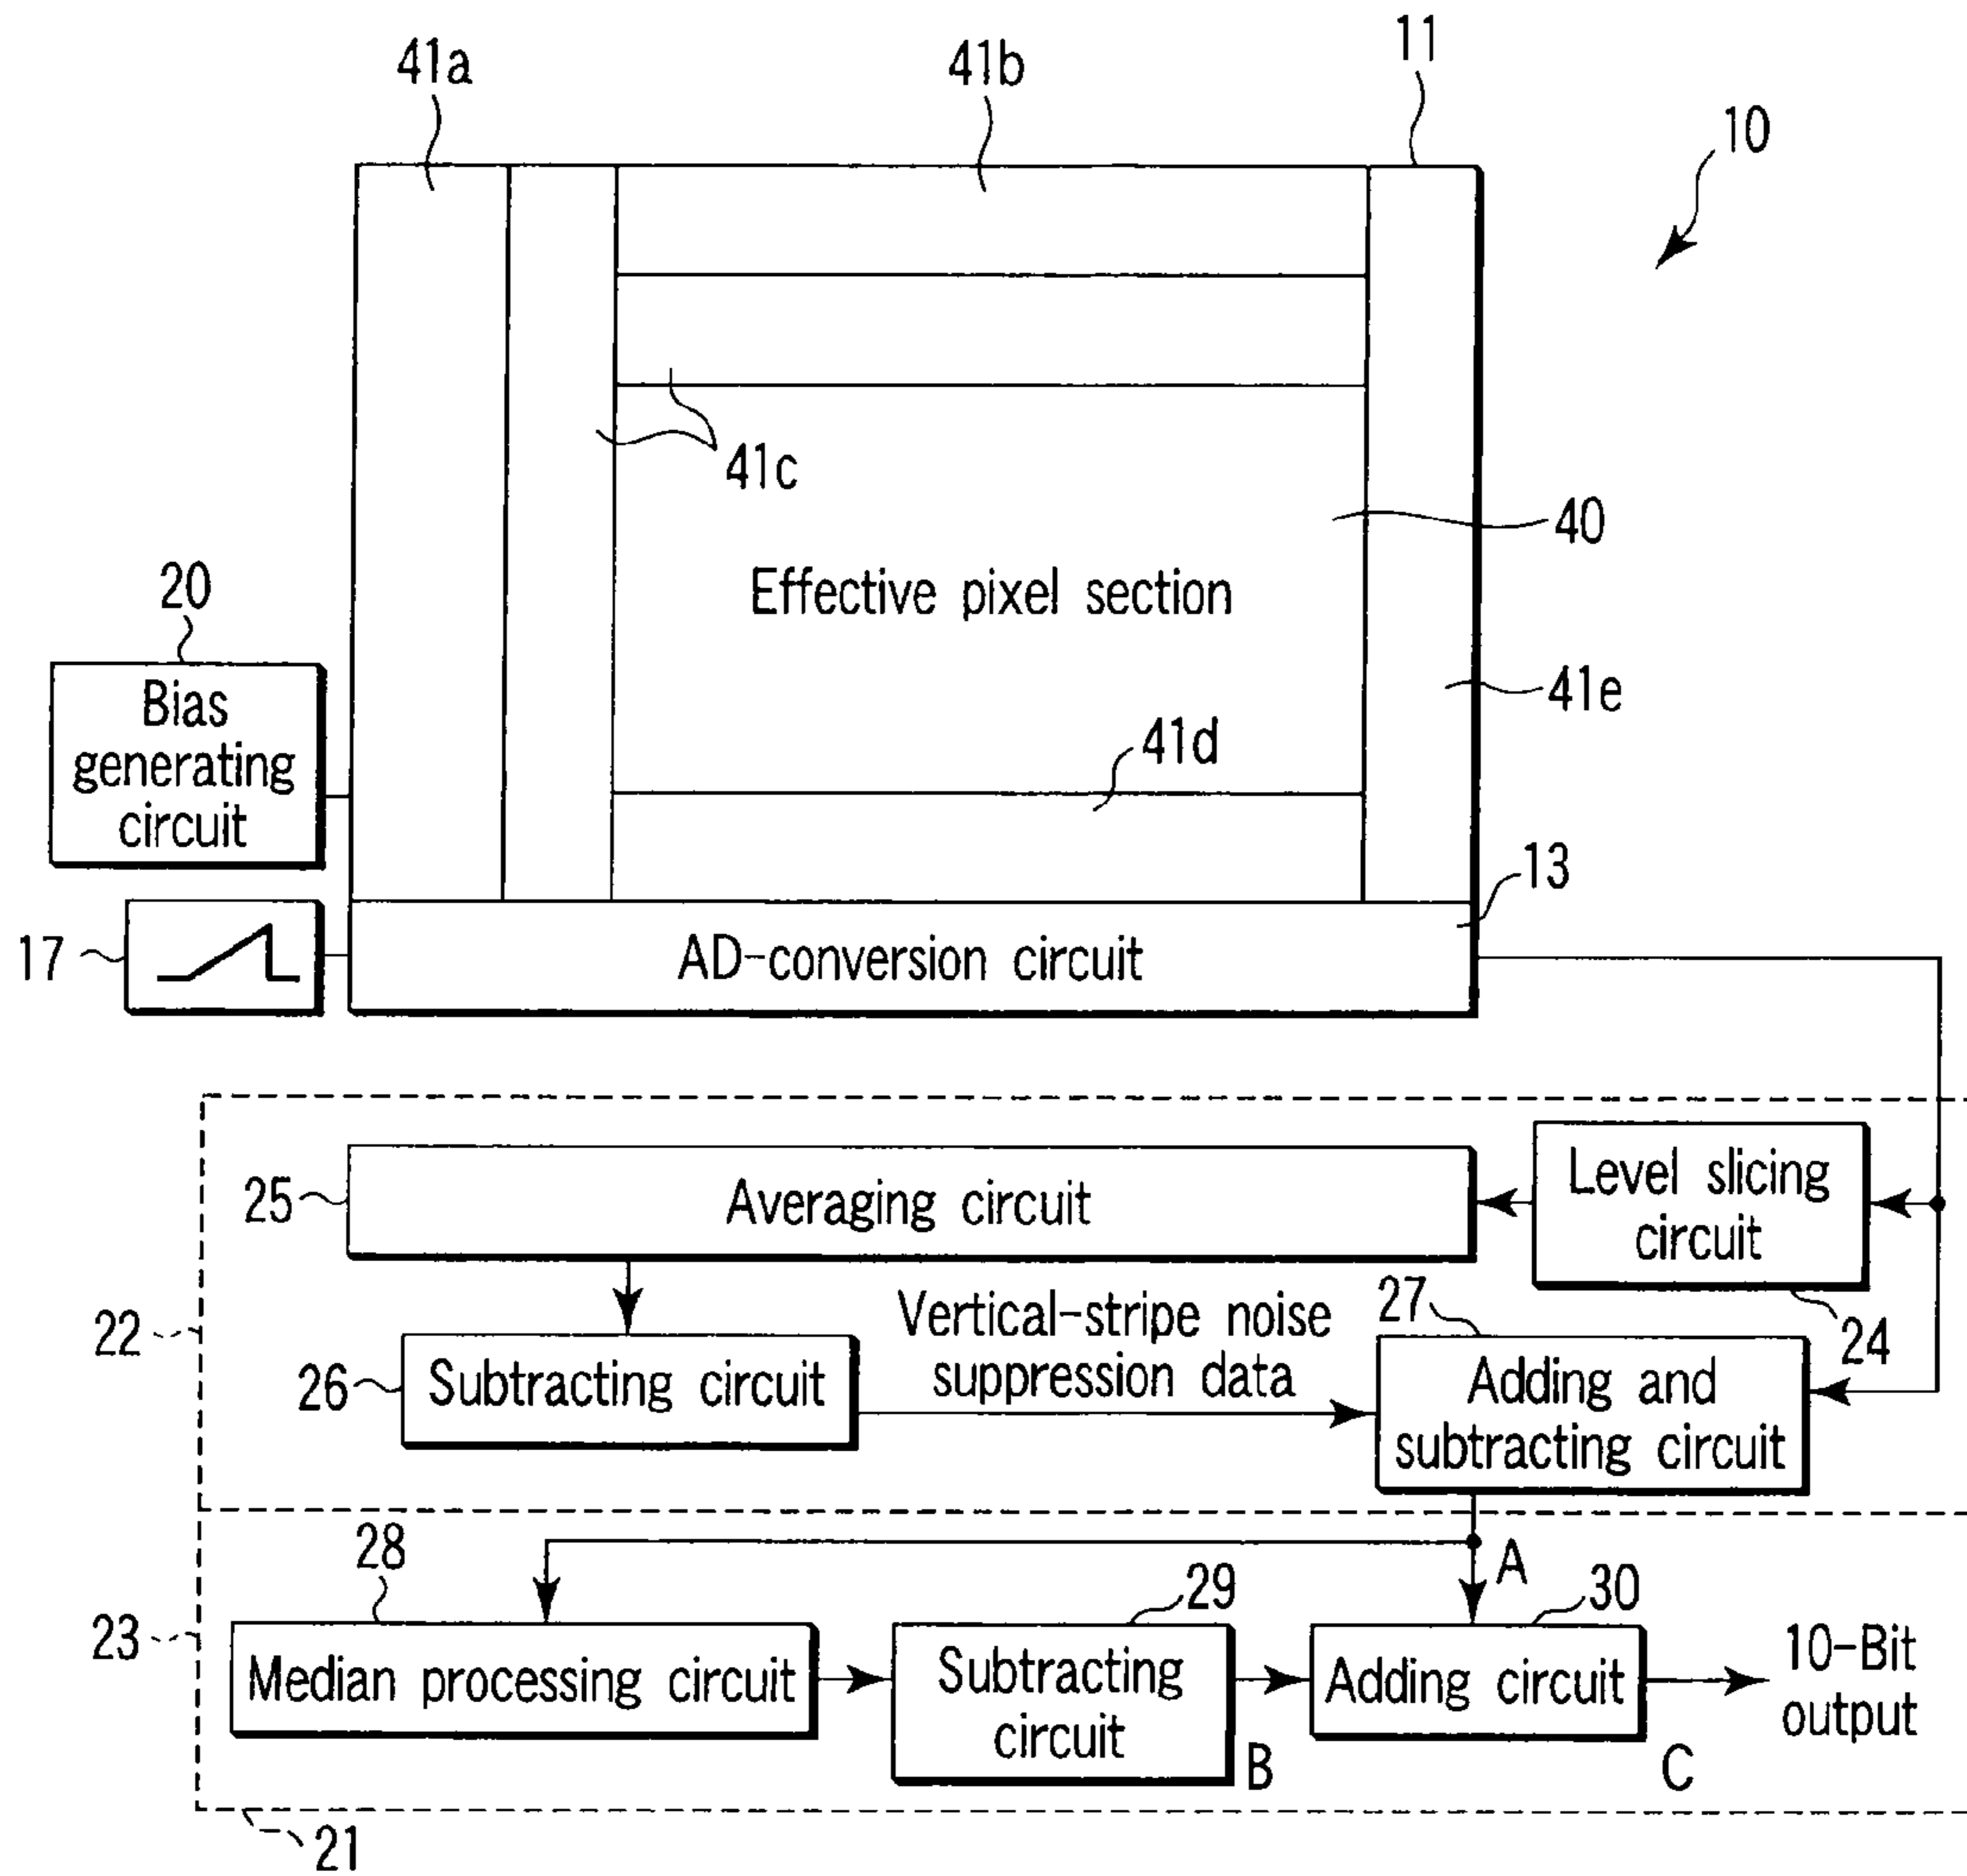 11
41a
41b
10
41c
40
Effective pixel section
20
Bias
generating
circuit
41e
41d
13
17
AD-conversion circuit
25
Averaging circuit
Level slicing
circuit
24
22
26
Subtracting circuit
Vertical-stripe noise
suppression data
27
Adding and
subtracting circuit
A
28
29
30
23
Median processing circuit
Subtracting
circuit
B
Adding circuit
C
10-Bit
output
21